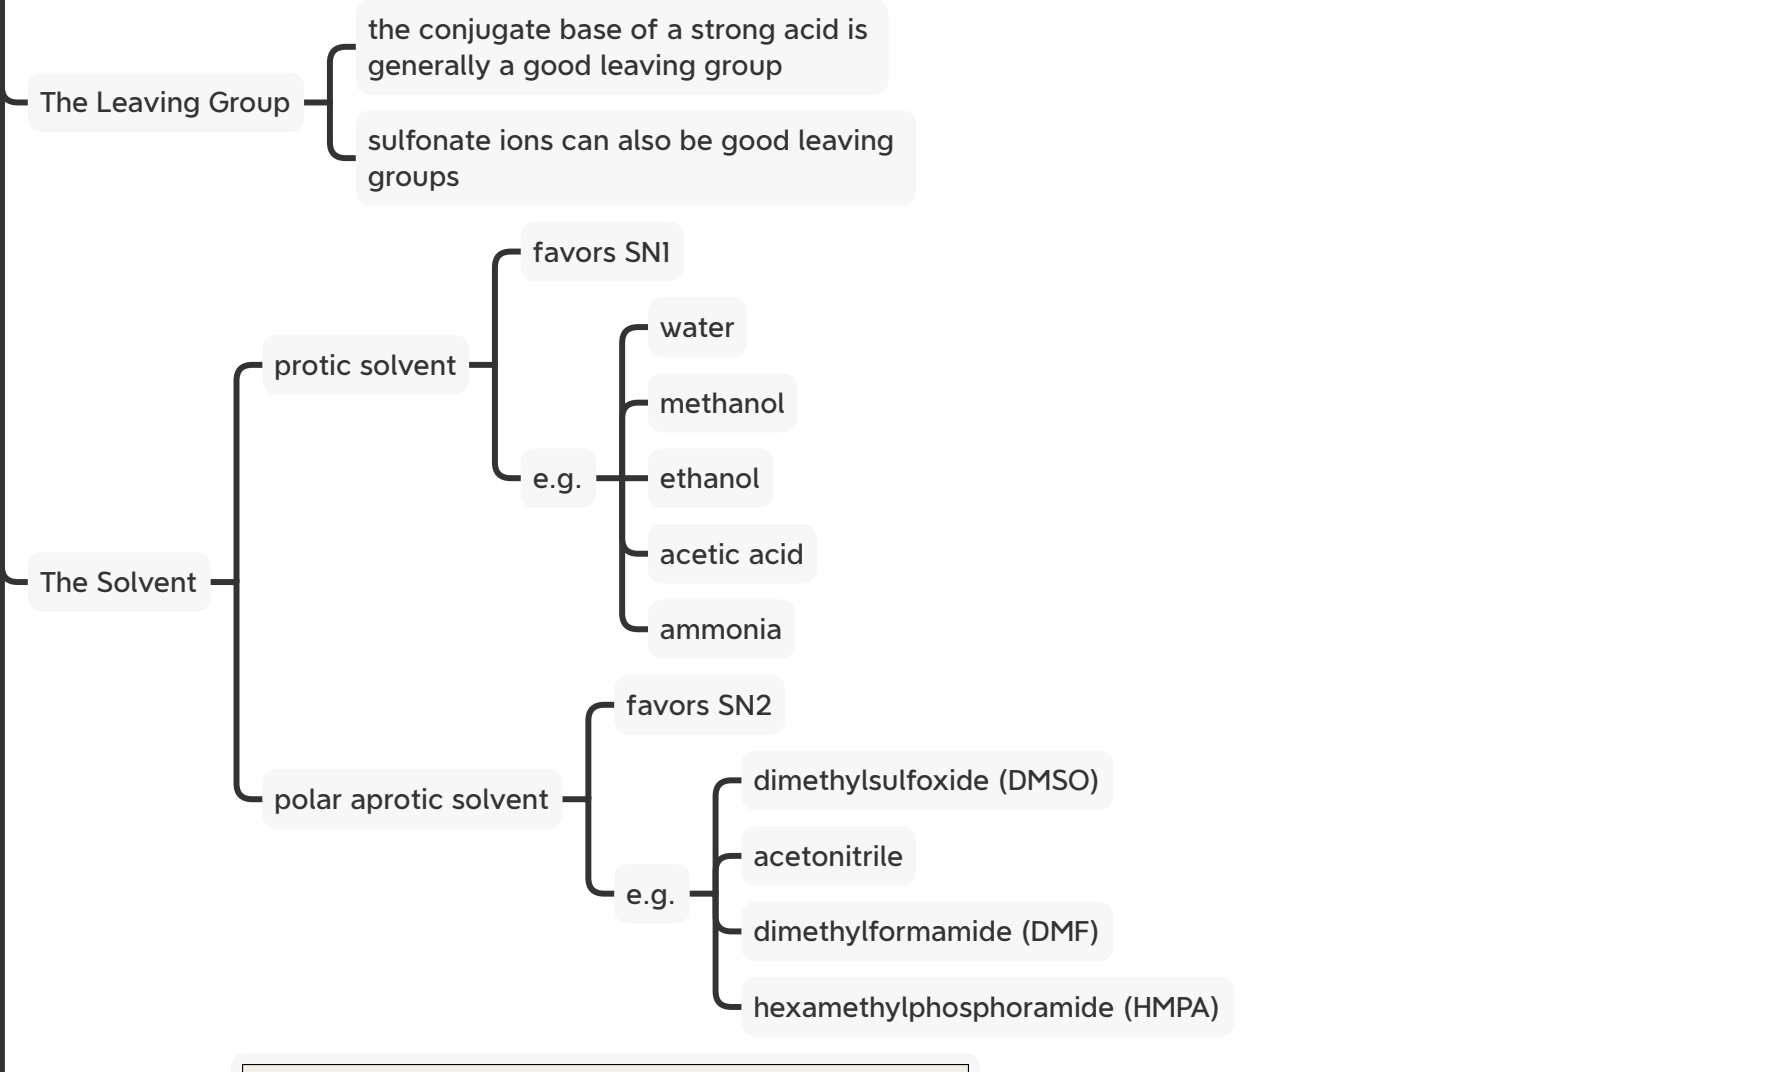 the conjugate base of a strong acid is
generally a good leaving group
The Leaving Group
sulfonate ions can also be good leaving
groups
favors SN1
water
protic solvent
methanol
e.g.
ethanol
acetic acid
The Solvent
ammonia
favors SN2
dimethylsulfoxide (DMSO)
polar aprotic solvent
acetonitrile
e.g.
dimethylformamide (DMF)
hexamethylphosphoramide (HMPA)